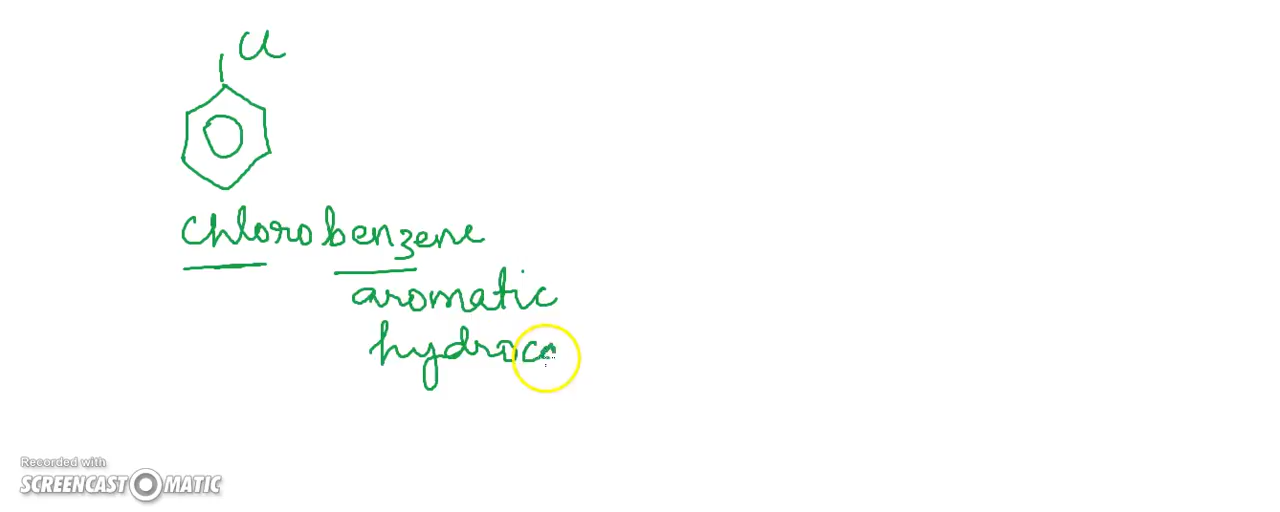 Cl
chlorobenzene
aromatic
hydroca
Recorded with
SCREENCAST MATIC